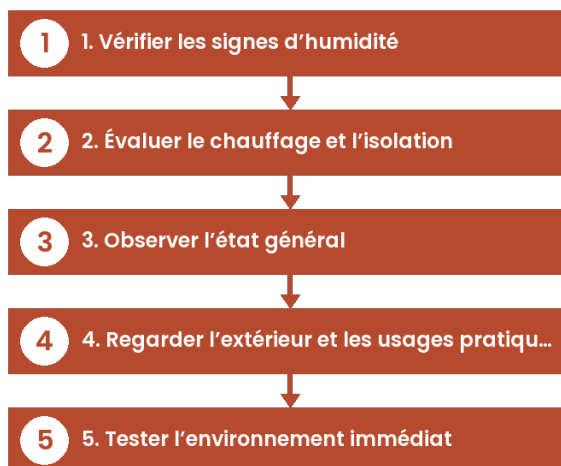 1 1. Vérifier les signes d’humidité
2 2. Évaluer le chauffage et l’isolation
3 3. Observer l’état général
4 4. Regarder l’extérieur et les usages pratiqu…
5 5. Tester l’environnement immédiat